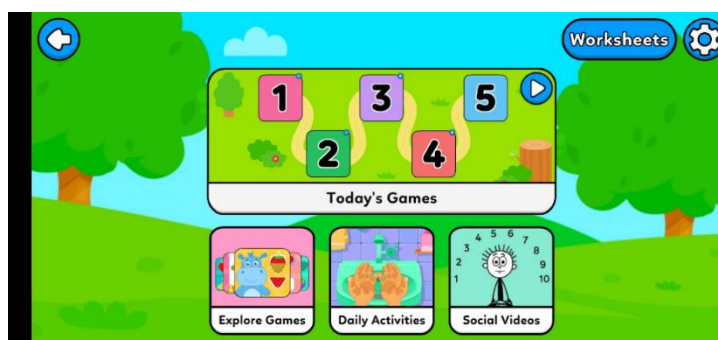 Worksheets
1 3 5
2 4
Today's Games
1 2 3 4 5 6 7 8 9 10
Explore Games
Daily Activities
Social Videos